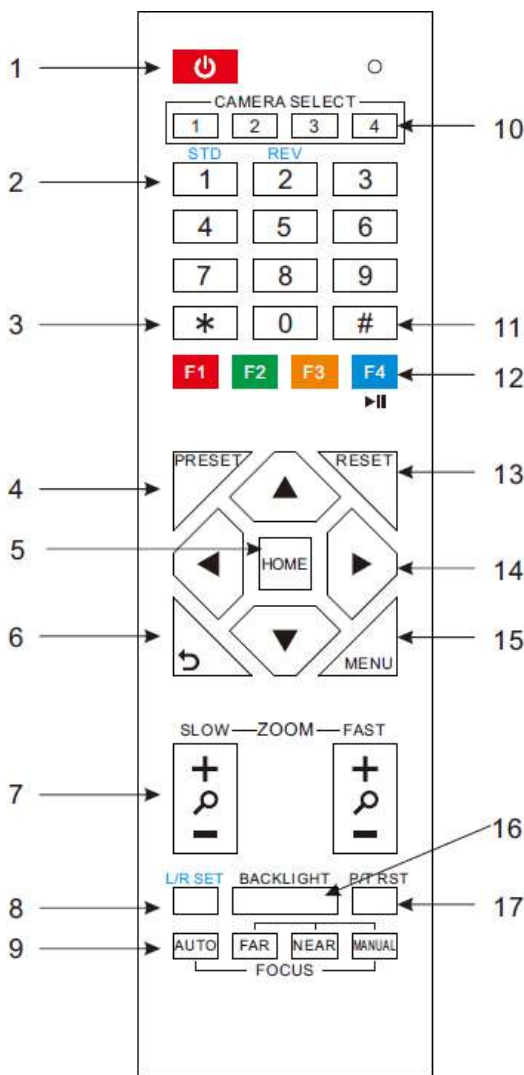 1
CAMERA SELECT
1 2 3 4 10
STD REV
2 1 2 3
4 5 6
7 8 9
3 * 0 # 11
F1 F2 F3 F4 12
PRESET RESET
4 13
5 HOME 14
6 MENU 15
SLOW ZOOM FAST
7 + + 16
− −
L/R SET BACKLIGHT P/T RST
8 17
9 AUTO FAR NEAR MANUAL
FOCUS